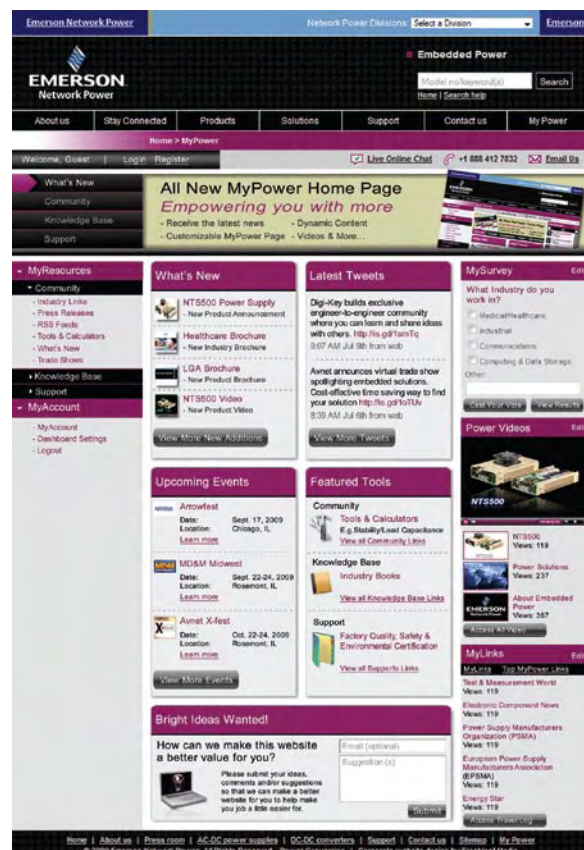 Emerson Network Power
Network Power Divisions: Select a Division
Emerson
EMERSON
Network Power
Embedded Power
Model no/keyword(s)
Search
Home | Search help
About us
Stay Connected
Products
Solutions
Support
Contact us
My Power
Home > MyPower
Welcome, Guest | Login Register
Live Online Chat
+1 888 412 7832
Email Us
What's New
Community
Knowledge Base
Support
All New MyPower Home Page
Empowering you with more
- Receive the latest news - Dynamic Content
- Customizable MyPower Page - Videos & More...
MyResources
Community
- Industry Links
- Press Releases
- RSS Feeds
- Tools & Calculators
- What's New
- Trade Shows
Knowledge Base
Support
MyAccount
- MyAccount
- Dashboard Settings
- Logout
What's New
NTS500 Power Supply
- New Product Announcement
Healthcare Brochure
- New Industry Brochure
LGA Brochure
- New Product Brochure
NTS500 Video
- New Product Video
View More New Additions
Latest Tweets
Digi-Key builds exclusive
engineer-to-engineer community
where you can learn and share ideas
with others.
9:07 AM Jul 9th from web
Avnet announces virtual trade show
spotlighting embedded solutions.
Cost-effective time saving way to find
your solution http://is.gd/1oTUv
8:30 AM Jul 6th from web
View More Tweets
MySurvey
Edit
What Industry do you
work in?
Medical/Healthcare
Industrial
Communications
Computing & Data Storage
Other:
Cast Your Vote
View Results
Upcoming Events
Arrowfest
Date: Sept. 17, 2009
Location: Chicago, IL
Learn more
MD&M Midwest
Date: Sept. 22-24, 2009
Location: Rosemont, IL
Learn more
Avnet X-fest
Date: Oct. 22-24, 2009
Location: Rosemont, IL
Learn more
View More Events
Featured Tools
Community
Tools & Calculators
E.g. Stability/Load Capacitance
View all Community Links
Knowledge Base
Industry Books
View all Knowledge Base Links
Support
Factory Quality, Safety &
Environmental Certification
View all Supports Links
Power Videos
Edit
NTS500
NTS500
Views: 119
Power Solutions
Views: 237
EMERSON
About Embedded
Power
Views: 367
Access All Video
MyLinks
Edit
MyLinks
Top MyPower Links
Test & Measurement World
Views: 119
Electronic Component News
Views: 119
Power Supply Manufacturers
Organization (PSMA)
Views: 119
European Power Supply
Manufacturers Association
(EPSMA)
Views: 119
Energy Star
Views: 119
Access Travel Log
Bright Ideas Wanted!
How can we make this website
a better value for you?
Please submit your ideas,
comments and/or suggestions
so that we can make a better
website for you to help make
you job a little easier for.
Email (optional)
Suggestion (s)
Submit
Home | About us | Press room | AC-DC power supplies | DC-DC converters | Support | Contact us | Sitemap | My Power